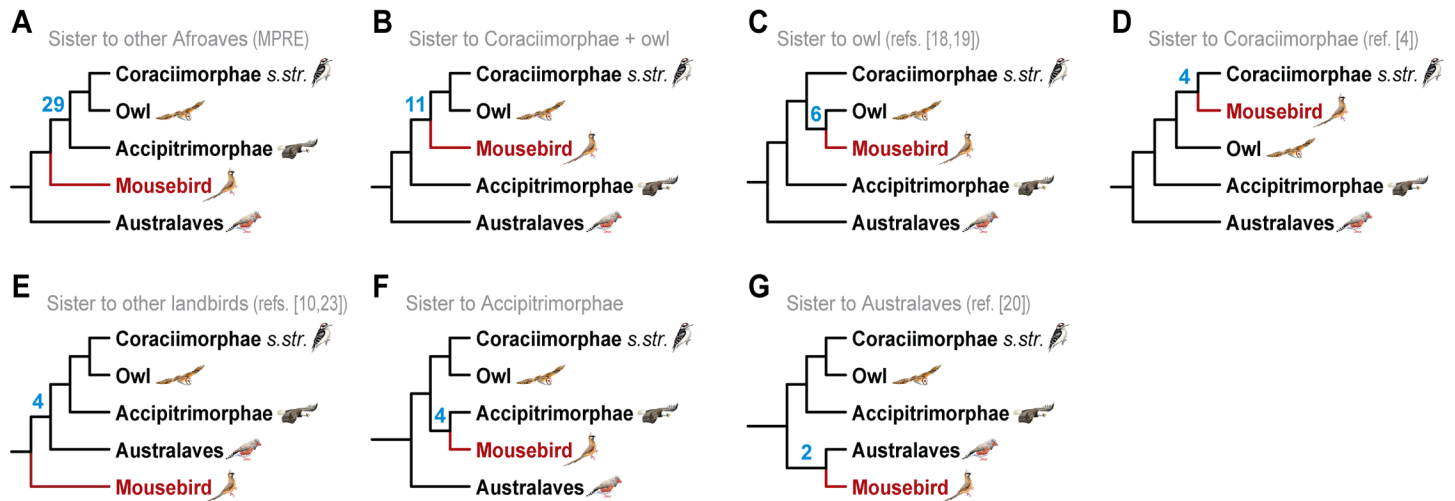 A
Sister to other Afroaves (MPRE)
Coraciimorphae s.str.
29
Owl
Accipitrimorphae
Mousebird
Australaves
B
Sister to Coraciimorphae + owl
Coraciimorphae s.str.
11
Owl
Mousebird
Accipitrimorphae
Australaves
C
Sister to owl (refs. [18,19])
Coraciimorphae s.str.
6
Owl
Mousebird
Accipitrimorphae
Australaves
D
Sister to Coraciimorphae (ref. [4])
4
Coraciimorphae s.str.
Mousebird
Owl
Accipitrimorphae
Australaves
E
Sister to other landbirds (refs. [10,23])
Coraciimorphae s.str.
Owl
4
Accipitrimorphae
Australaves
Mousebird
F
Sister to Accipitrimorphae
Coraciimorphae s.str.
Owl
4
Accipitrimorphae
Mousebird
Australaves
G
Sister to Australaves (ref. [20])
Coraciimorphae s.str.
Owl
Accipitrimorphae
2
Australaves
Mousebird